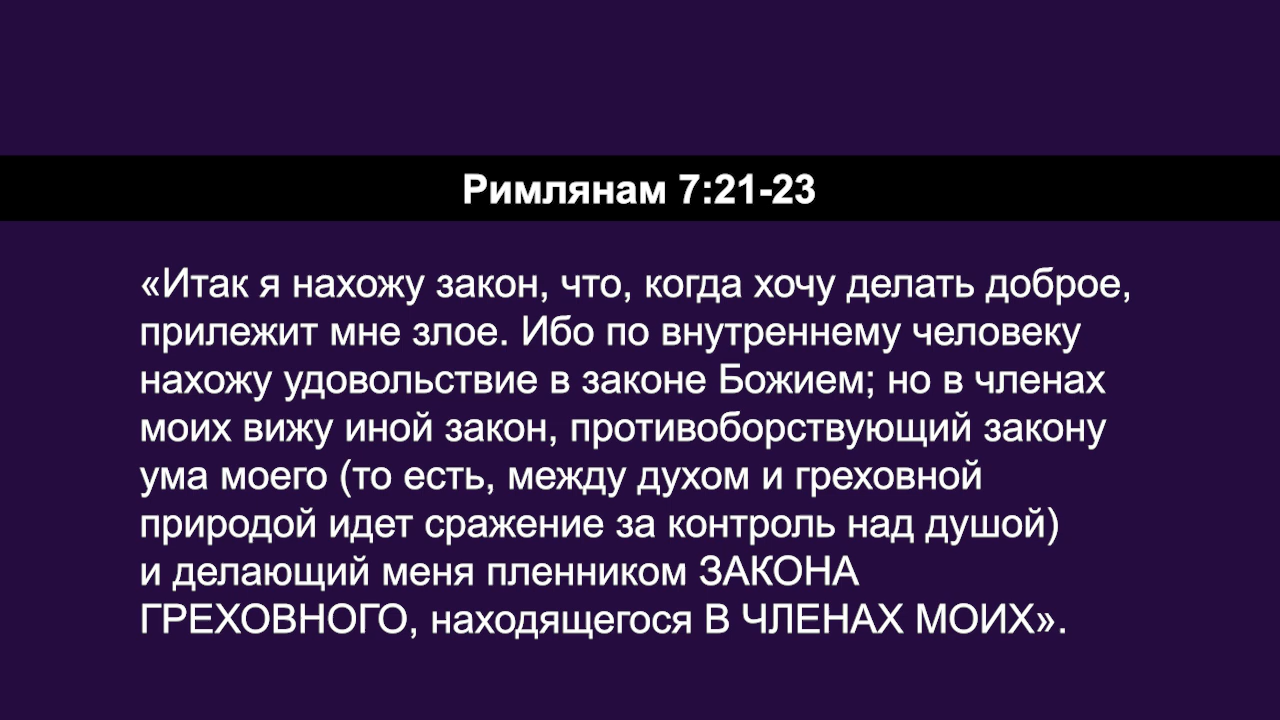 Римлянам 7:21-23
«Итак я нахожу закон, что, когда хочу делать доброе,
прилежит мне злое. Ибо по внутреннему человеку
нахожу удовольствие в законе Божием; но в членах
моих вижу иной закон, противоборствующий закону
ума моего (то есть, между духом и греховной
природой идет сражение за контроль над душой)
и делающий меня пленником ЗАКОНА
ГРЕХОВНОГО, находящегося В ЧЛЕНАХ МОИХ».